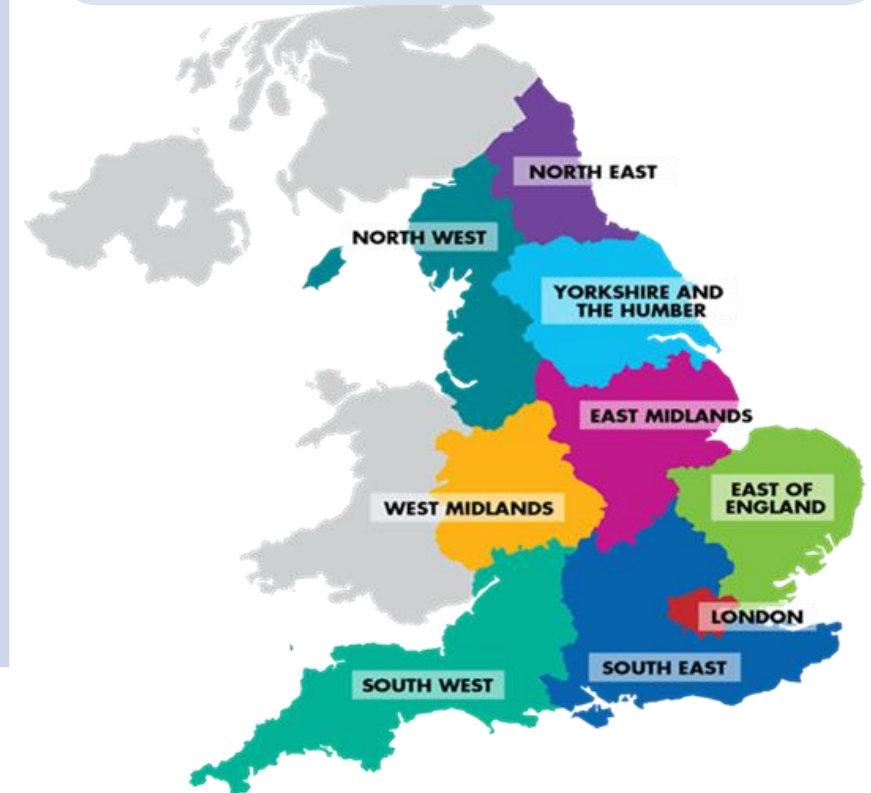 NORTH EAST
NORTH WEST
YORKSHIRE AND
THE HUMBER
EAST MIDLANDS
EAST OF
ENGLAND
WEST MIDLANDS
LONDON
SOUTH EAST
SOUTH WEST